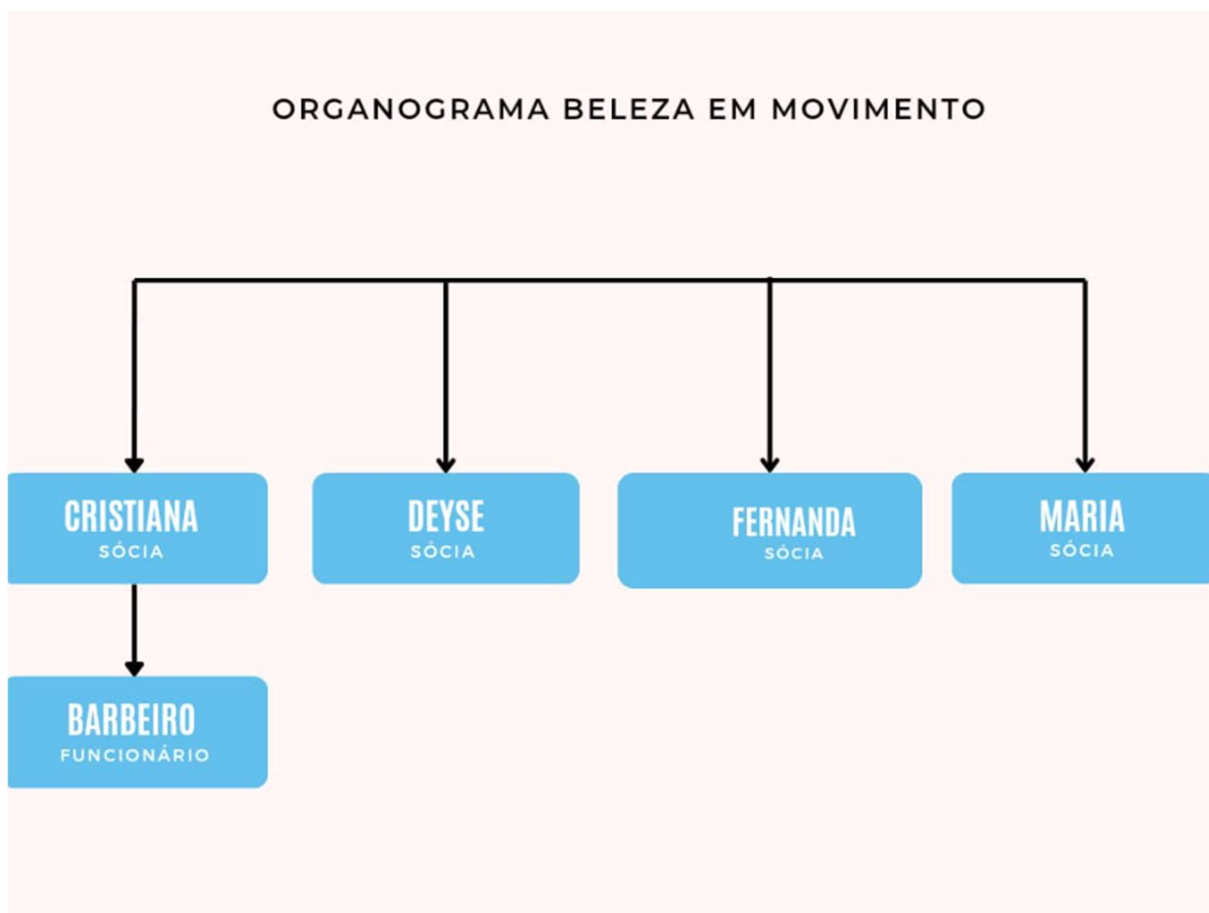 ORGANOGRAMA BELEZA EM MOVIMENTO
CRISTIANA
SÓCIA
DEYSE
SÓCIA
FERNANDA
SÓCIA
MARIA
SÓCIA
BARBEIRO
FUNCIONÁRIO